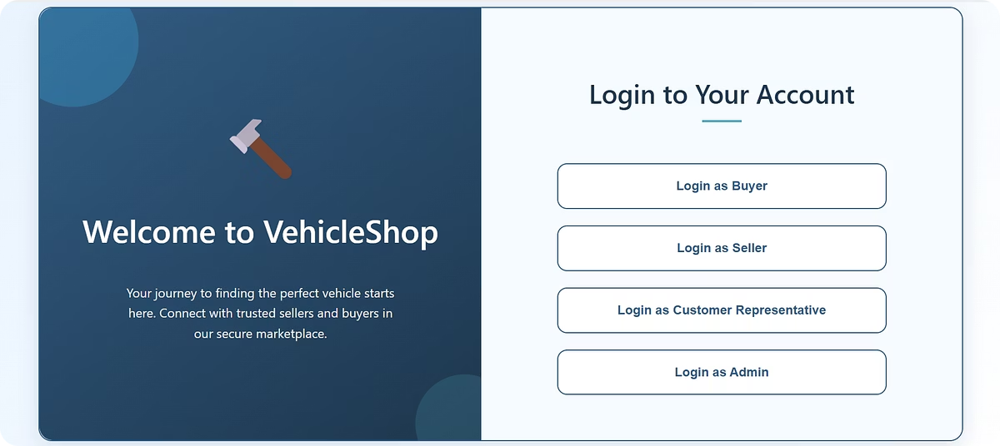 Welcome to VehicleShop
Your journey to finding the perfect vehicle starts
here. Connect with trusted sellers and buyers in
our secure marketplace.
Login to Your Account
Login as Buyer
Login as Seller
Login as Customer Representative
Login as Admin